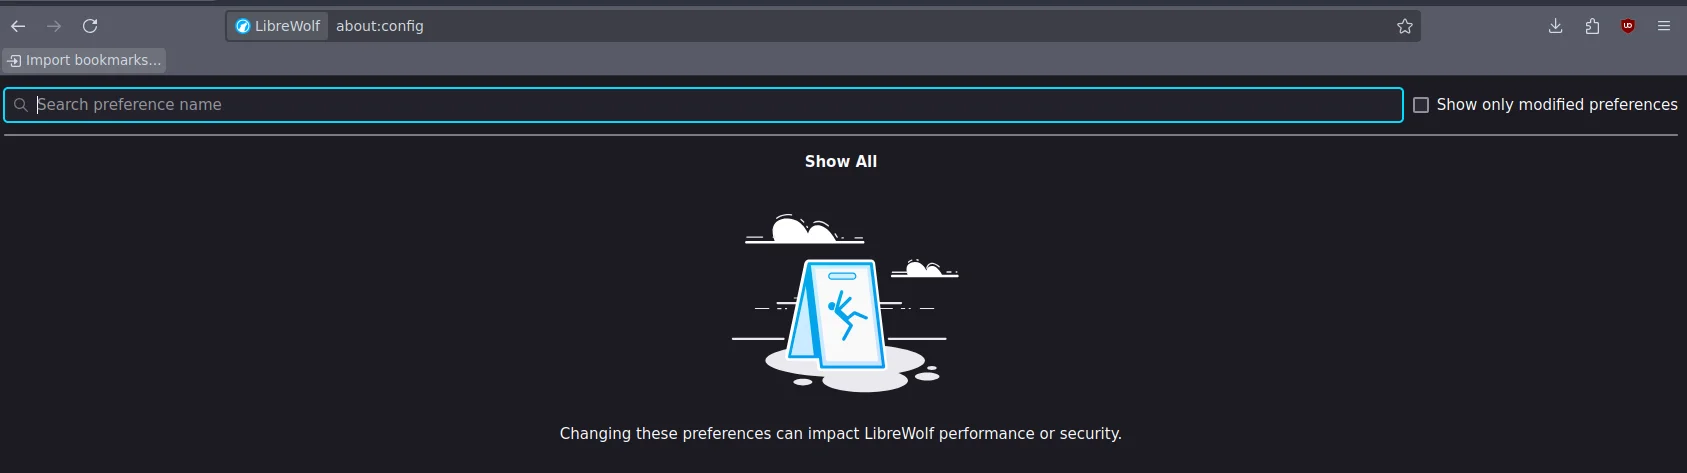 LibreWolf about:config
Import bookmarks...
Search preference name Show only modified preferences
Show All
Changing these preferences can impact LibreWolf performance or security.